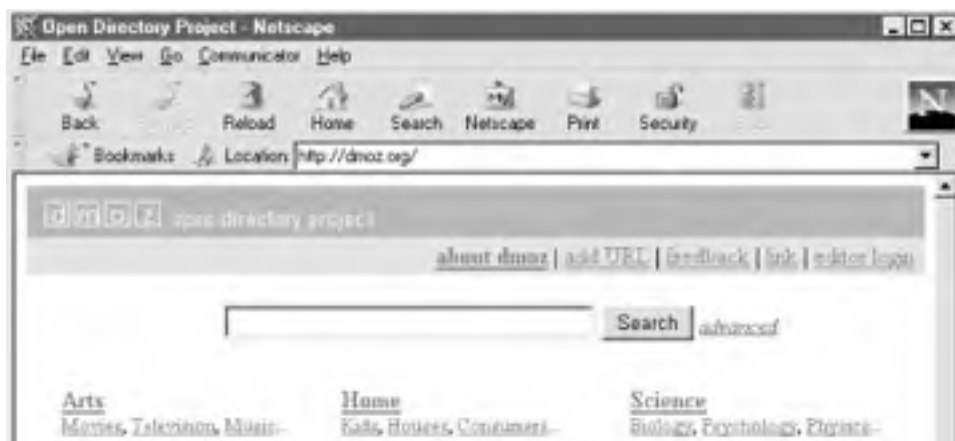 Open Directory Project - Netscape
File Edit View Go Communicator Help
Back Reload Home Search Netscape Print Security
Bookmarks Location: http://dmoz.org/
dmoz open directory project
about dmoz | add URL | feedback | link | editor login
Search advanced
Arts Home Science
Movies, Television, Music... Kids, Houses, Consumers... Biology, Psychology, Physics...